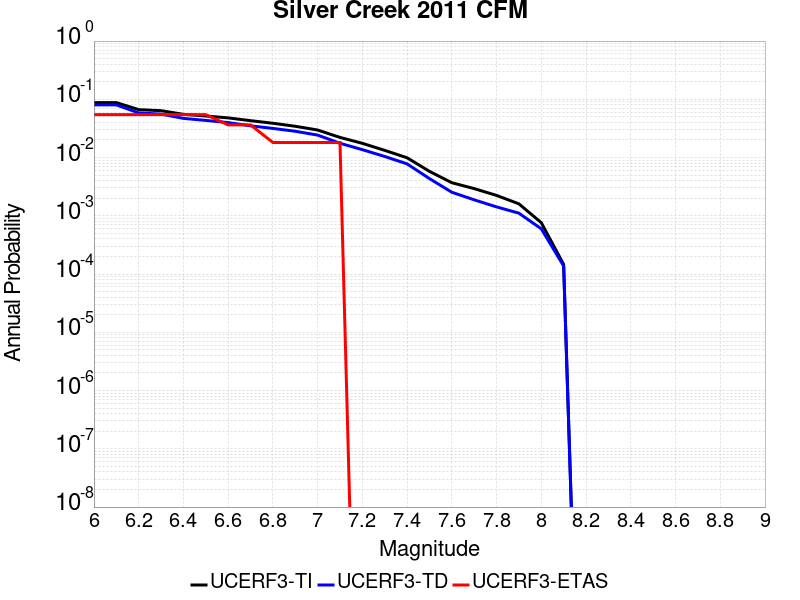 Silver Creek 2011 CFM
10^0
10^-1
10^-2
10^-3
10^-4
10^-5
10^-6
10^-7
10^-8
Annual Probability
6 6.2 6.4 6.6 6.8 7 7.2 7.4 7.6 7.8 8 8.2 8.4 8.6 8.8 9
Magnitude
UCERF3-TI UCERF3-TD UCERF3-ETAS